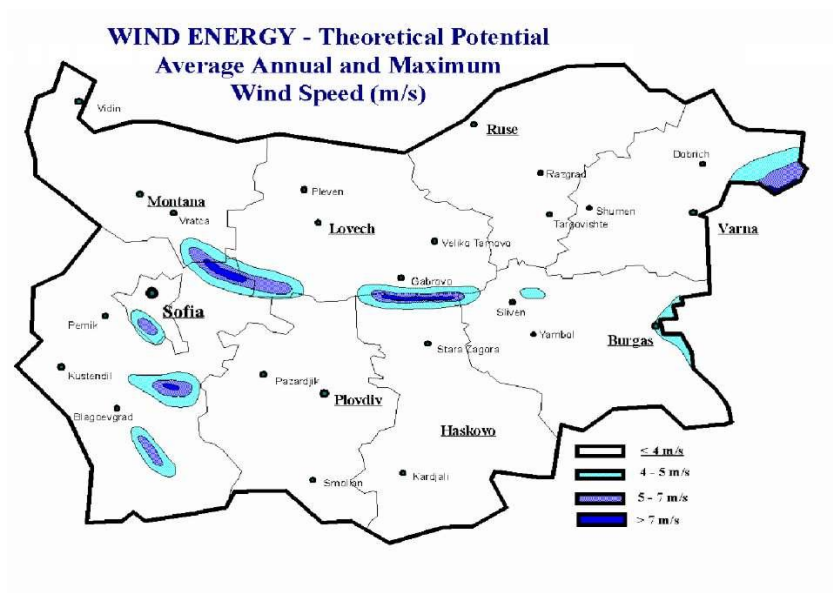 WIND ENERGY - Theoretical Potential
Average Annual and Maximum
Wind Speed (m/s)
Vidin
Ruse
Dobrich
Razgrad
Montana
Pleven
Vratca
Shumen
Targovishte
Lovech
Varna
Veliko Tarnovo
Gabrovo
Sofia
Sliven
Pernik
Yambol
Burgas
Stara Zagora
Kustendil
Pazardjik
Plovdiv
Blagoevgrad
Haskovo
Smolian
Kardjali
< 4 m/s
4 - 5 m/s
5 - 7 m/s
> 7 m/s